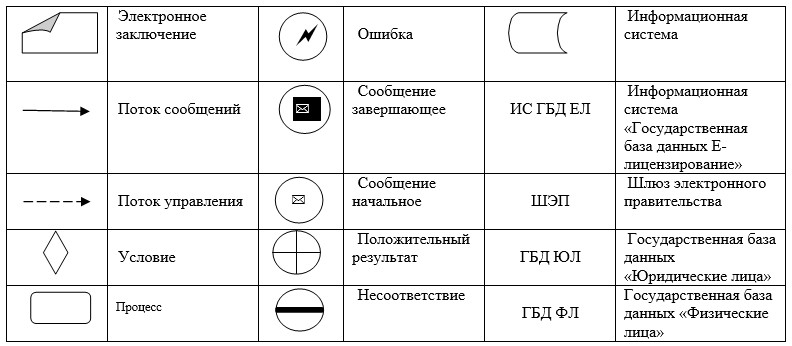 Электронное
заключение
Ошибка
Информационная
система
Поток сообщений
Сообщение
завершающее
ИС ГБД ЕЛ
Информационная
система
«Государственная
база данных Е-
лицензирование»
Поток управления
Сообщение
начальное
ШЭП
Шлюз электронного
правительства
Условие
Положительный
результат
ГБД ЮЛ
Государственная база
данных
«Юридические лица»
Процесс
Несоответствие
ГБД ФЛ
Государственная база
данных «Физические
лица»